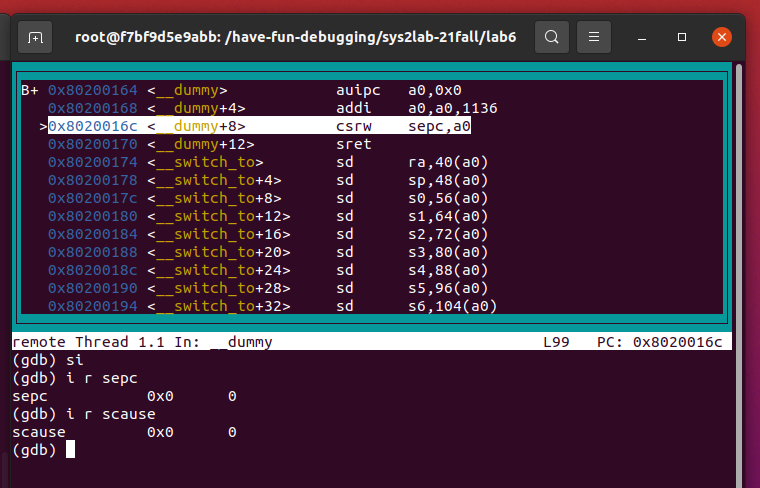 root@f7bf9d5e9abb: /have-fun-debugging/sys2lab-21fall/lab6
B+ 0x80200164 <__dummy> auipc a0,0x0
0x80200168 <__dummy+4> addi a0,a0,1136
>0x8020016c <__dummy+8> csrw sepc,a0
0x80200170 <__dummy+12> sret
0x80200174 <__switch_to> sd ra,40(a0)
0x80200178 <__switch_to+4> sd sp,48(a0)
0x8020017c <__switch_to+8> sd s0,56(a0)
0x80200180 <__switch_to+12> sd s1,64(a0)
0x80200184 <__switch_to+16> sd s2,72(a0)
0x80200188 <__switch_to+20> sd s3,80(a0)
0x8020018c <__switch_to+24> sd s4,88(a0)
0x80200190 <__switch_to+28> sd s5,96(a0)
0x80200194 <__switch_to+32> sd s6,104(a0)
remote Thread 1.1 In: __dummy L99 PC: 0x8020016c
(gdb) si
(gdb) i r sepc
sepc 0x0 0
(gdb) i r scause
scause 0x0 0
(gdb)